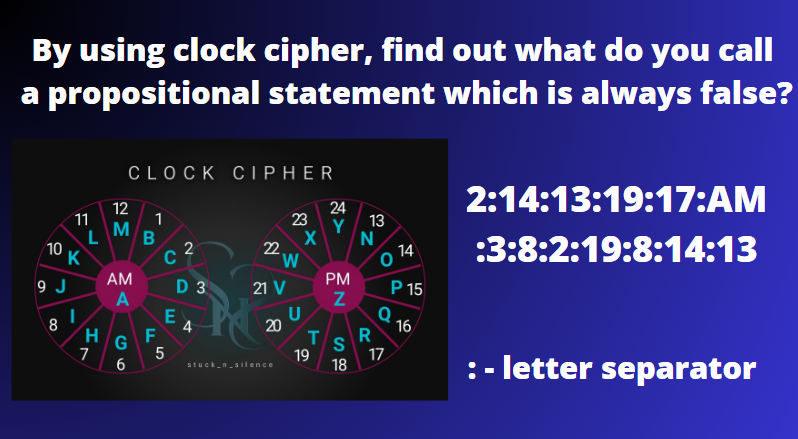 By using clock cipher, find out what do you call
a propositional statement which is always false?
CLOCK CIPHER
12 1 2 3 4 5 6 7 8 9 10 11
M B C D E F G H I J K L
AM
A
24 13 14 15 16 17 18 19 20 21 22 23
Y N O P Q R S T U V W X
PM
Z
stuck_n_silence
2:14:13:19:17:AM
:3:8:2:19:8:14:13
: - letter separator